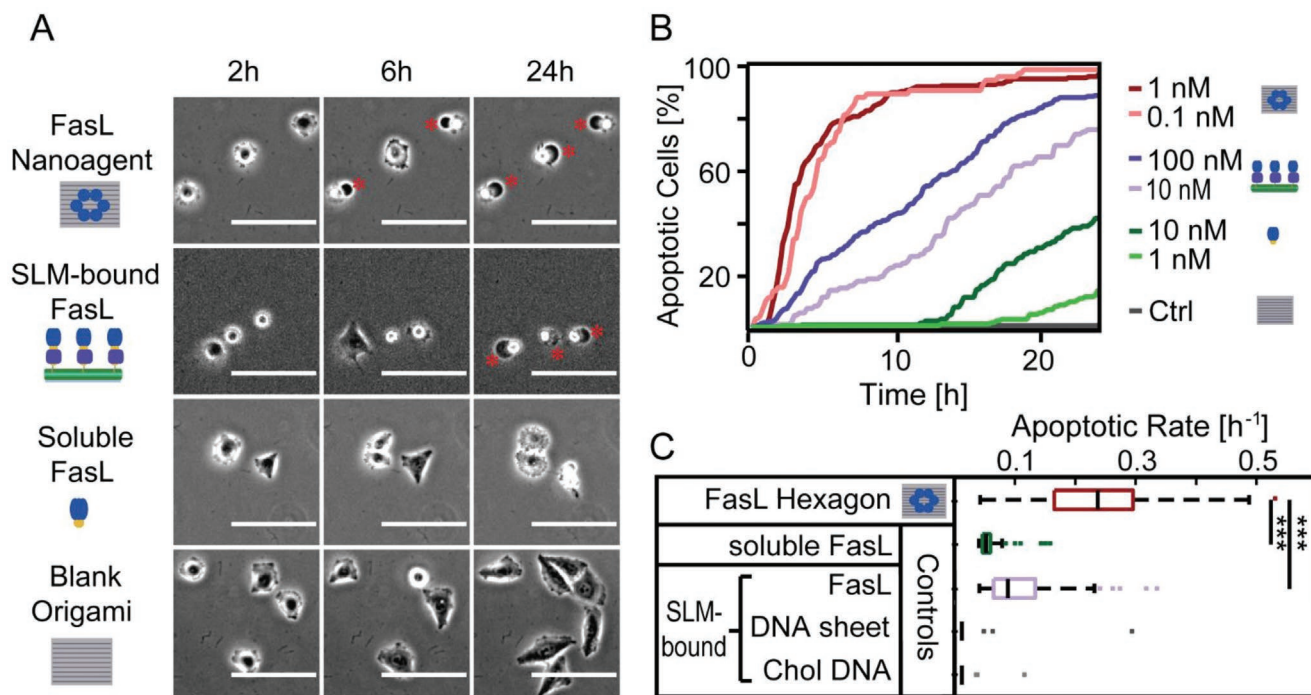 A
2h 6h 24h
FasL
Nanoagent
SLM-bound
FasL
Soluble
FasL
Blank
Origami
B
Apoptotic Cells [%]
100
60
20
0 10 20
Time [h]
1 nM
0.1 nM
100 nM
10 nM
10 nM
1 nM
Ctrl
C
Apoptotic Rate [h⁻¹]
0.1 0.3 0.5
FasL Hexagon
soluble FasL
SLM-
bound
FasL
DNA sheet
Chol DNA
Controls
***
***